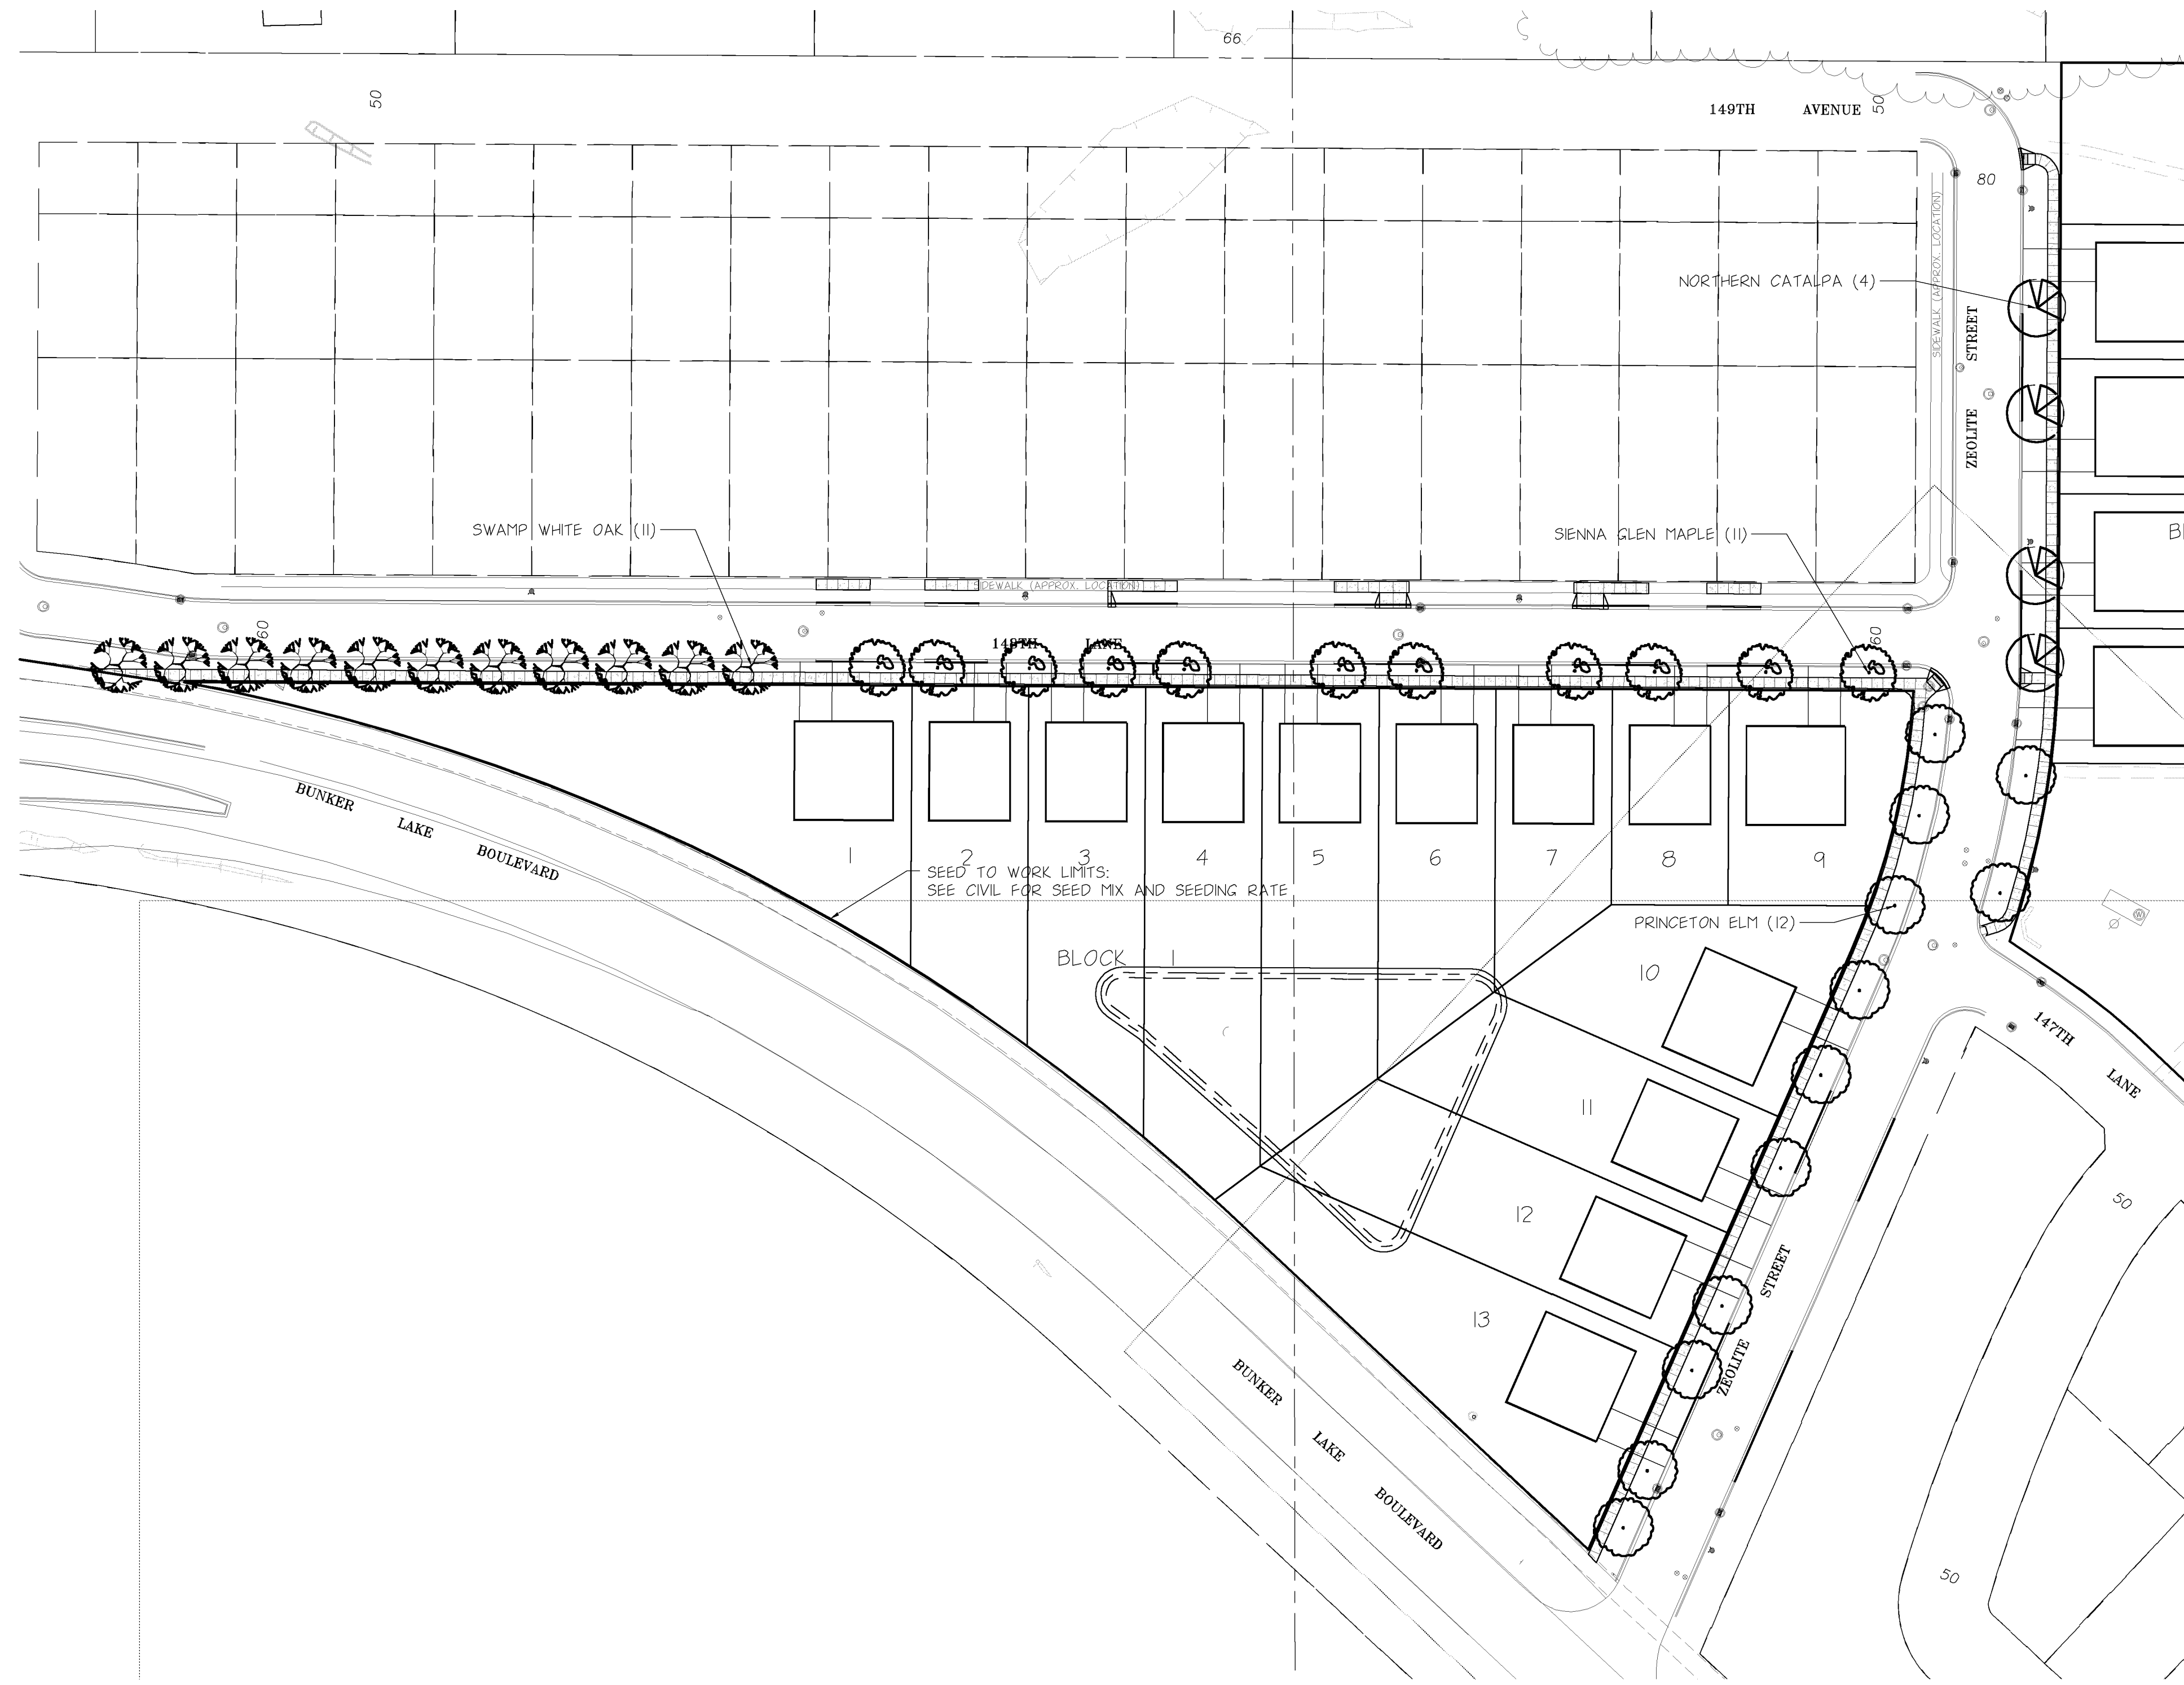 66
50
149TH AVENUE
50
80
SIDEWALK (APPROX. LOCATION)
NORTHERN CATALPA (4)
ZEOLITE STREET
SWAMP WHITE OAK (11)
SIENNA GLEN MAPLE (11)
SIDEWALK (APPROX. LOCATION)
60
148TH LANE
60
BUNKER LAKE BOULEVARD
1
2
3
4
5
6
7
8
9
SEED TO WORK LIMITS:
SEE CIVIL FOR SEED MIX AND SEEDING RATE
PRINCETON ELM (12)
BLOCK 1
10
147TH LANE
11
50
12
ZEOLITE STREET
13
BUNKER LAKE BOULEVARD
50